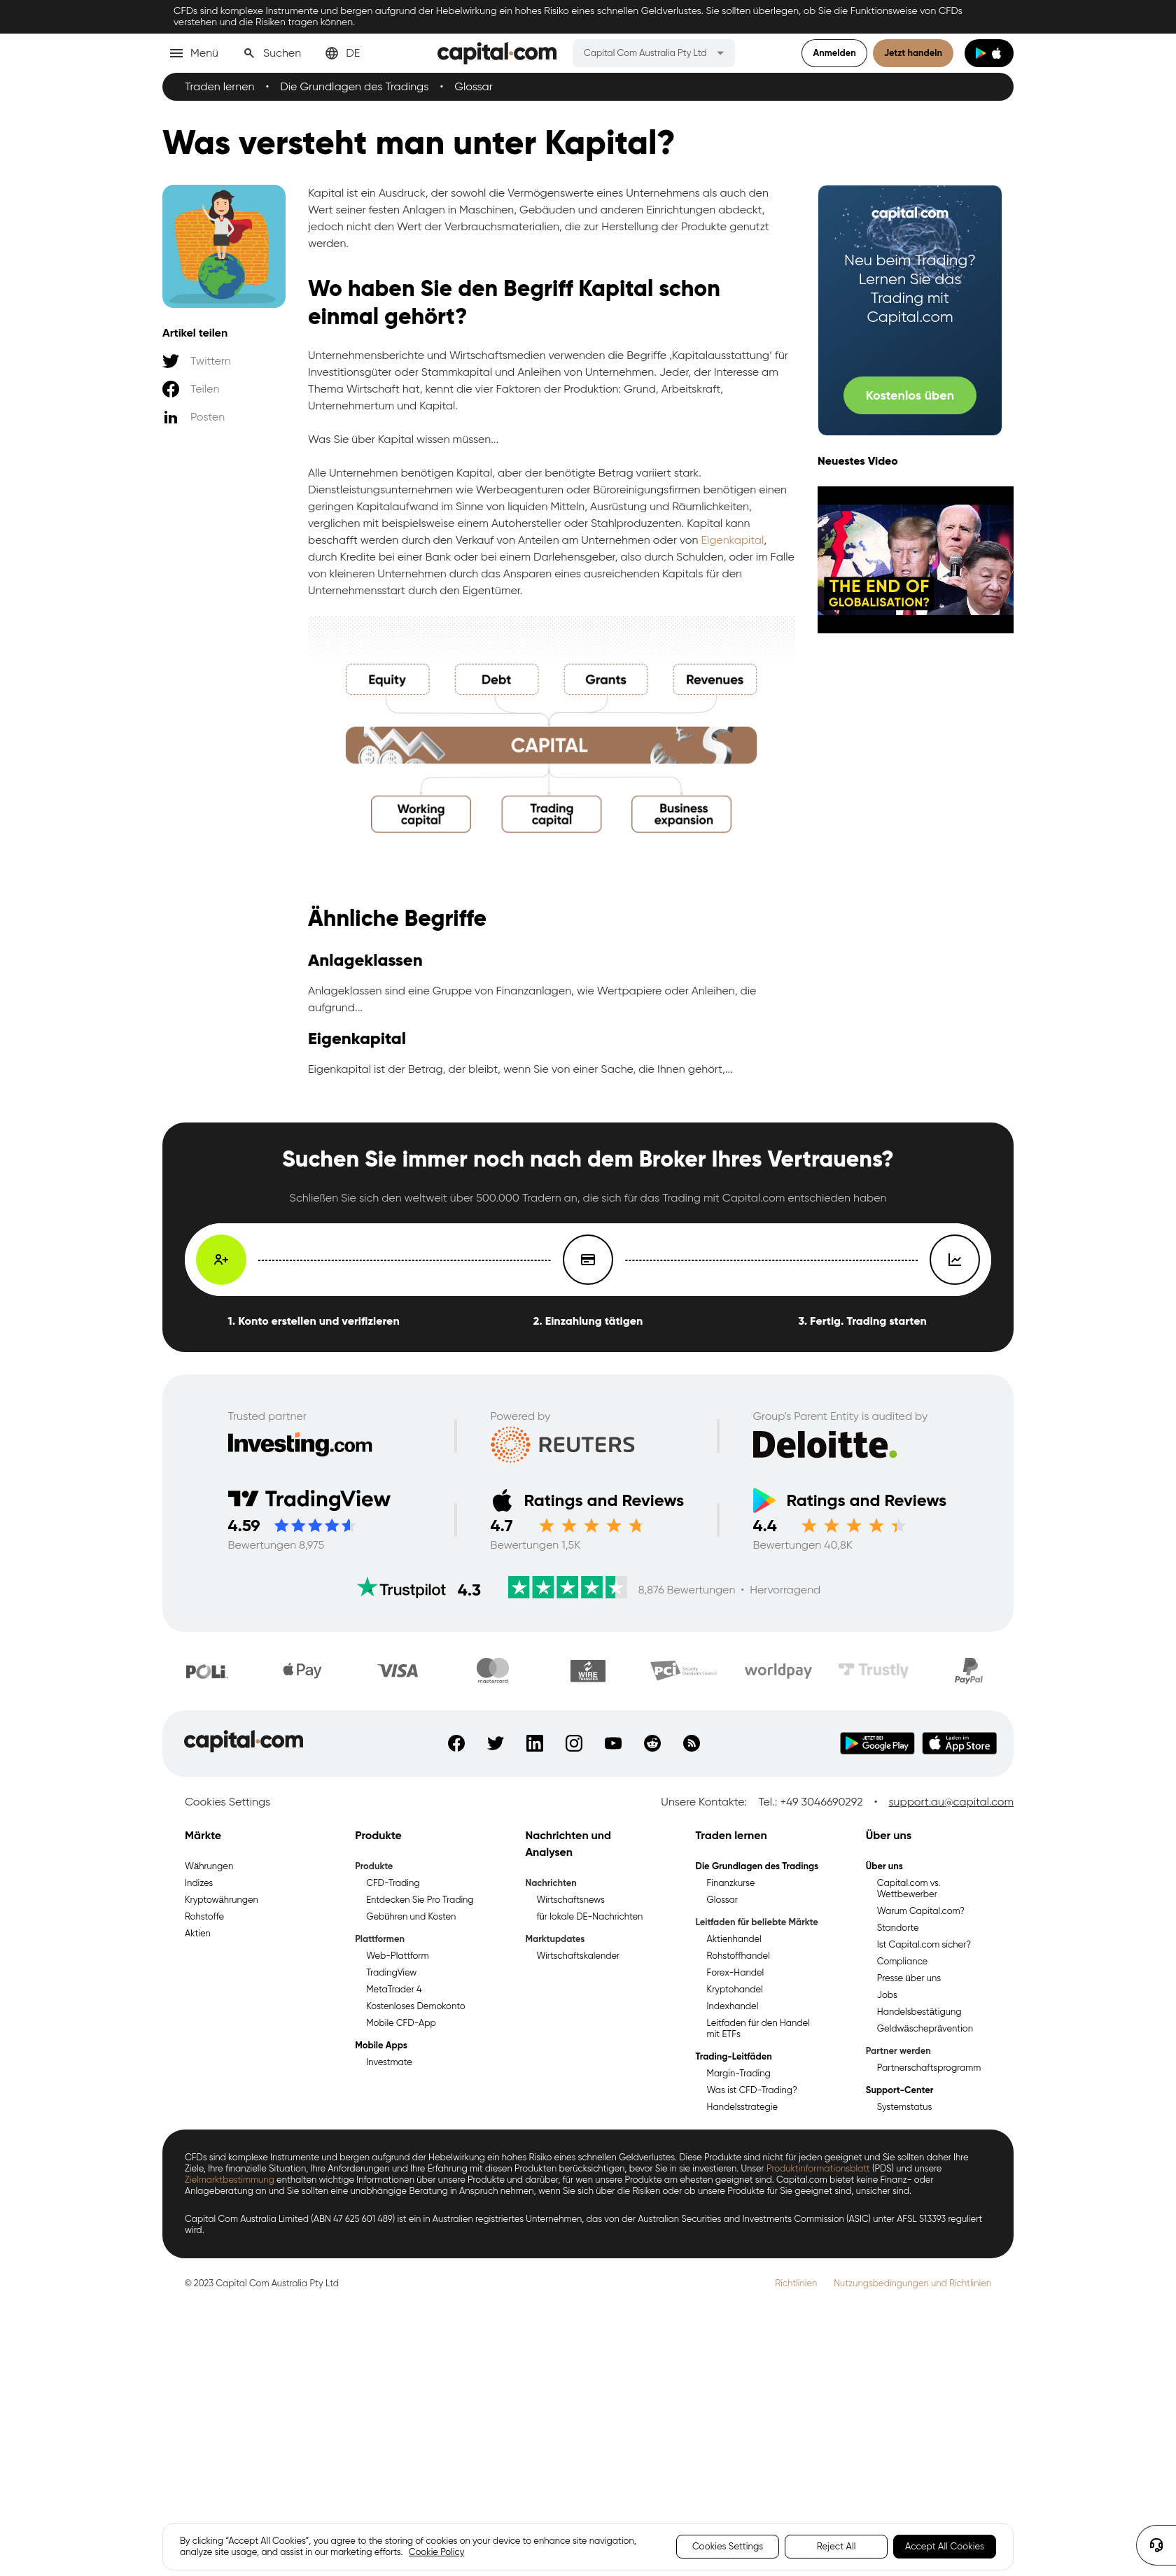 CFDs sind komplexe Instrumente und bergen aufgrund der Hebelwirkung ein hohes Risiko eines schnellen Geldverlustes. Sie sollten überlegen, ob Sie die Funktionsweise von CFDs
verstehen und die Risiken tragen können.
Menü
Suchen
DE
capital.com
Capital Com Australia Pty Ltd
Anmelden
Jetzt handeln
Traden lernen • Die Grundlagen des Tradings • Glossar
Was versteht man unter Kapital?
Artikel teilen
Twittern
Teilen
Posten
Kapital ist ein Ausdruck, der sowohl die Vermögenswerte eines Unternehmens als auch den
Wert seiner festen Anlagen in Maschinen, Gebäuden und anderen Einrichtungen abdeckt,
jedoch nicht den Wert der Verbrauchsmaterialien, die zur Herstellung der Produkte genutzt
werden.
Wo haben Sie den Begriff Kapital schon
einmal gehört?
Unternehmensberichte und Wirtschaftsmedien verwenden die Begriffe ‚Kapitalausstattung‘ für
Investitionsgüter oder Stammkapital und Anleihen von Unternehmen. Jeder, der Interesse am
Thema Wirtschaft hat, kennt die vier Faktoren der Produktion: Grund, Arbeitskraft,
Unternehmertum und Kapital.
Was Sie über Kapital wissen müssen...
Alle Unternehmen benötigen Kapital, aber der benötigte Betrag variiert stark.
Dienstleistungsunternehmen wie Werbeagenturen oder Büroreinigungsfirmen benötigen einen
geringen Kapitalaufwand im Sinne von liquiden Mitteln, Ausrüstung und Räumlichkeiten,
verglichen mit beispielsweise einem Autohersteller oder Stahlproduzenten. Kapital kann
beschafft werden durch den Verkauf von Anteilen am Unternehmen oder von Eigenkapital,
durch Kredite bei einer Bank oder bei einem Darlehensgeber, also durch Schulden, oder im Falle
von kleineren Unternehmen durch das Ansparen eines ausreichenden Kapitals für den
Unternehmensstart durch den Eigentümer.
Equity
Debt
Grants
Revenues
CAPITAL
Working
capital
Trading
capital
Business
expansion
capital.com
Neu beim Trading?
Lernen Sie das
Trading mit
Capital.com
Kostenlos üben
Neuestes Video
THE END OF
GLOBALISATION?
Ähnliche Begriffe
Anlageklassen
Anlageklassen sind eine Gruppe von Finanzanlagen, wie Wertpapiere oder Anleihen, die
aufgrund...
Eigenkapital
Eigenkapital ist der Betrag, der bleibt, wenn Sie von einer Sache, die Ihnen gehört,...
Suchen Sie immer noch nach dem Broker Ihres Vertrauens?
Schließen Sie sich den weltweit über 500.000 Tradern an, die sich für das Trading mit Capital.com entschieden haben
1. Konto erstellen und verifizieren
2. Einzahlung tätigen
3. Fertig. Trading starten
Trusted partner
Investing.com
Powered by
REUTERS
Group's Parent Entity is audited by
Deloitte.
TradingView
4.59
Bewertungen 8,975
Ratings and Reviews
4.7
Bewertungen 1,5K
Ratings and Reviews
4.4
Bewertungen 40,8K
Trustpilot 4.3
8,876 Bewertungen • Hervorragend
POLi
Pay
VISA
mastercard
WIRE
TRANSFER
PCI Security
Standards Council
worldpay
Trustly
PayPal
capital.com
JETZT BEI
Google Play
Laden im
App Store
Cookies Settings
Unsere Kontakte: Tel.: +49 3046690292 • support.au@capital.com
Märkte
Währungen
Indizes
Kryptowährungen
Rohstoffe
Aktien
Produkte
Produkte
CFD-Trading
Entdecken Sie Pro Trading
Gebühren und Kosten
Plattformen
Web-Plattform
TradingView
MetaTrader 4
Kostenloses Demokonto
Mobile CFD-App
Mobile Apps
Investmate
Nachrichten und
Analysen
Nachrichten
Wirtschaftsnews
für lokale DE-Nachrichten
Marktupdates
Wirtschaftskalender
Traden lernen
Die Grundlagen des Tradings
Finanzkurse
Glossar
Leitfaden für beliebte Märkte
Aktienhandel
Rohstoffhandel
Forex-Handel
Kryptohandel
Indexhandel
Leitfaden für den Handel
mit ETFs
Trading-Leitfäden
Margin-Trading
Was ist CFD-Trading?
Handelsstrategie
Über uns
Über uns
Capital.com vs.
Wettbewerber
Warum Capital.com?
Standorte
Ist Capital.com sicher?
Compliance
Presse über uns
Jobs
Handelsbestätigung
Geldwäscheprävention
Partner werden
Partnerschaftsprogramm
Support-Center
Systemstatus
CFDs sind komplexe Instrumente und bergen aufgrund der Hebelwirkung ein hohes Risiko eines schnellen Geldverlustes. Diese Produkte sind nicht für jeden geeignet und Sie sollten daher Ihre
Ziele, Ihre finanzielle Situation, Ihre Anforderungen und Ihre Erfahrung mit diesen Produkten berücksichtigen, bevor Sie in sie investieren. Unser Produktinformationsblatt (PDS) und unsere
Zielmarktbestimmung enthalten wichtige Informationen über unsere Produkte und darüber, für wen unsere Produkte am ehesten geeignet sind. Capital.com bietet keine Finanz- oder
Anlageberatung an und Sie sollten eine unabhängige Beratung in Anspruch nehmen, wenn Sie sich über die Risiken oder ob unsere Produkte für Sie geeignet sind, unsicher sind.
Capital Com Australia Limited (ABN 47 625 601 489) ist ein in Australien registriertes Unternehmen, das von der Australian Securities and Investments Commission (ASIC) unter AFSL 513393 reguliert
wird.
© 2023 Capital Com Australia Pty Ltd
Richtlinien
Nutzungsbedingungen und Richtlinien
By clicking “Accept All Cookies”, you agree to the storing of cookies on your device to enhance site navigation,
analyze site usage, and assist in our marketing efforts. Cookie Policy
Cookies Settings
Reject All
Accept All Cookies